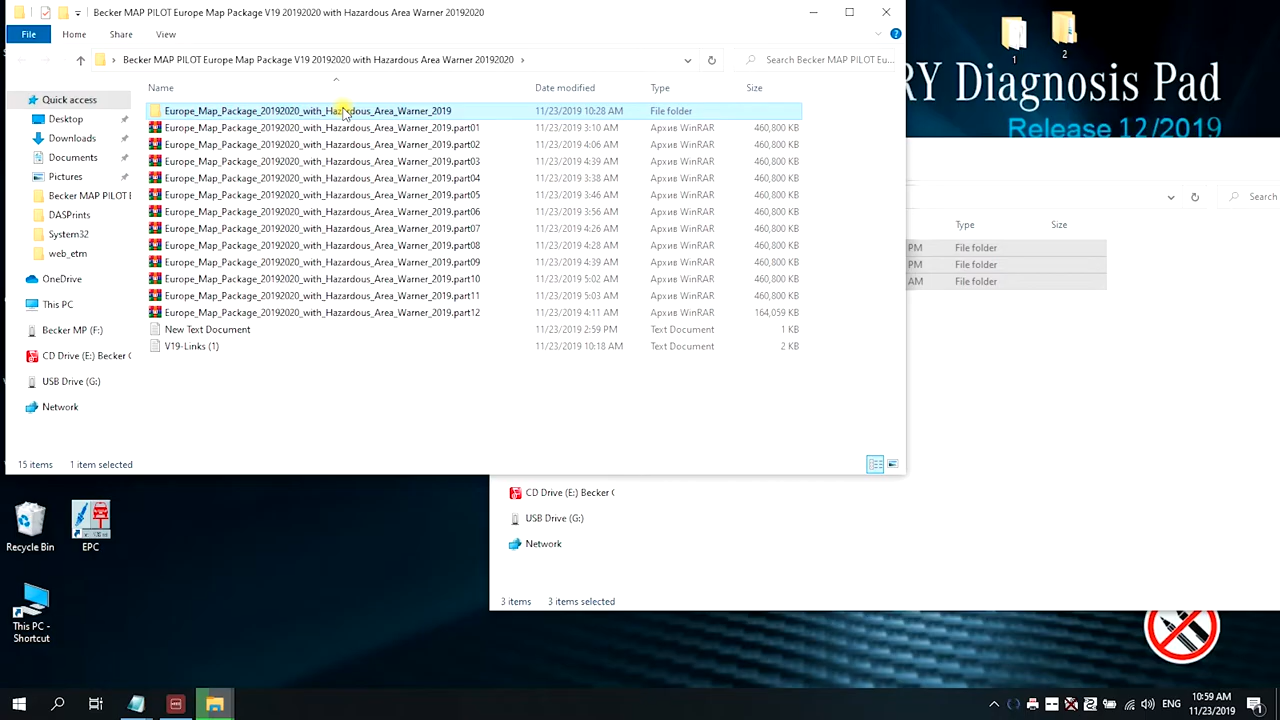 Becker MAP PILOT Europe Map Package V19 20192020 with Hazardous Area Warner 20192020
File Home Share View
Becker MAP PILOT Europe Map Package V19 20192020 with Hazardous Area Warner 20192020
Search Becker MAP PILOT Eu...
Name Date modified Type Size
Europe_Map_Package_20192020_with_Hazardous_Area_Warner_2019 11/23/2019 10:28 AM File folder
Europe_Map_Package_20192020_with_Hazardous_Area_Warner_2019.part01 11/23/2019 3:10 AM Архив WinRAR 460,800 KB
Europe_Map_Package_20192020_with_Hazardous_Area_Warner_2019.part02 11/23/2019 4:06 AM Архив WinRAR 460,800 KB
Europe_Map_Package_20192020_with_Hazardous_Area_Warner_2019.part03 11/23/2019 4:39 AM Архив WinRAR 460,800 KB
Europe_Map_Package_20192020_with_Hazardous_Area_Warner_2019.part04 11/23/2019 3:38 AM Архив WinRAR 460,800 KB
Europe_Map_Package_20192020_with_Hazardous_Area_Warner_2019.part05 11/23/2019 3:46 AM Архив WinRAR 460,800 KB
Europe_Map_Package_20192020_with_Hazardous_Area_Warner_2019.part06 11/23/2019 3:56 AM Архив WinRAR 460,800 KB
Europe_Map_Package_20192020_with_Hazardous_Area_Warner_2019.part07 11/23/2019 4:26 AM Архив WinRAR 460,800 KB
Europe_Map_Package_20192020_with_Hazardous_Area_Warner_2019.part08 11/23/2019 4:28 AM Архив WinRAR 460,800 KB
Europe_Map_Package_20192020_with_Hazardous_Area_Warner_2019.part09 11/23/2019 4:39 AM Архив WinRAR 460,800 KB
Europe_Map_Package_20192020_with_Hazardous_Area_Warner_2019.part10 11/23/2019 5:02 AM Архив WinRAR 460,800 KB
Europe_Map_Package_20192020_with_Hazardous_Area_Warner_2019.part11 11/23/2019 5:03 AM Архив WinRAR 460,800 KB
Europe_Map_Package_20192020_with_Hazardous_Area_Warner_2019.part12 11/23/2019 4:11 AM Архив WinRAR 164,059 KB
New Text Document 11/23/2019 2:59 PM Text Document 1 KB
V19-Links (1) 11/23/2019 10:18 AM Text Document 2 KB
Quick access
Desktop
Downloads
Documents
Pictures
Becker MAP PILOT E
DASPrints
System32
web_etm
OneDrive
This PC
Becker MP (F:)
CD Drive (E:) Becker
USB Drive (G:)
Network
15 items 1 item selected
1 2
RY Diagnosis Pad
Release 12/2019
Search
Type Size
PM File folder
PM File folder
AM File folder
CD Drive (E:) Becker
USB Drive (G:)
Network
3 items 3 items selected
Recycle Bin
EPC
This PC -
Shortcut
10:59 AM
11/23/2019
1